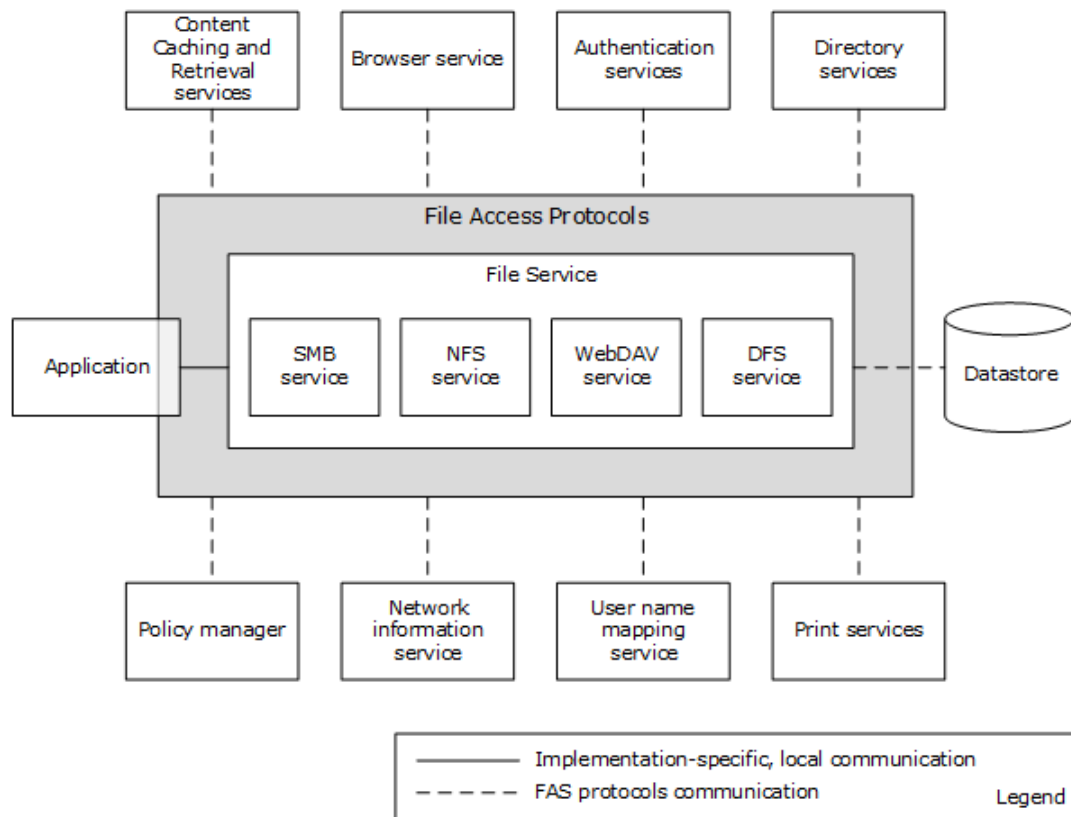 Content
Caching and
Retrieval
services
Browser service
Authentication
services
Directory
services
File Access Protocols
File Service
Application
SMB
service
NFS
service
WebDAV
service
DFS
service
Datastore
Policy manager
Network
information
service
User name
mapping
service
Print services
Implementation-specific, local communication
FAS protocols communication
Legend